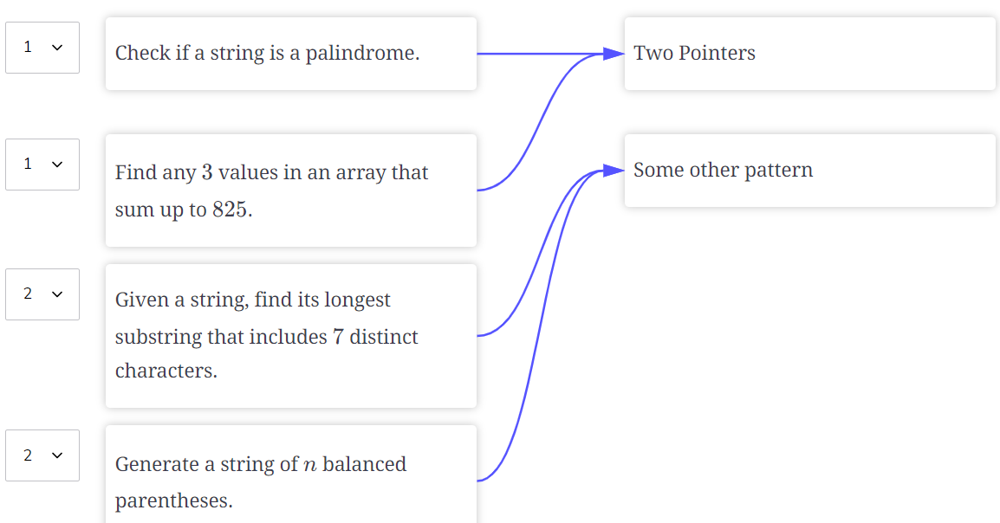 1
Check if a string is a palindrome.
Two Pointers
1
Find any 3 values in an array that
sum up to 825.
Some other pattern
2
Given a string, find its longest
substring that includes 7 distinct
characters.
2
Generate a string of n balanced
parentheses.